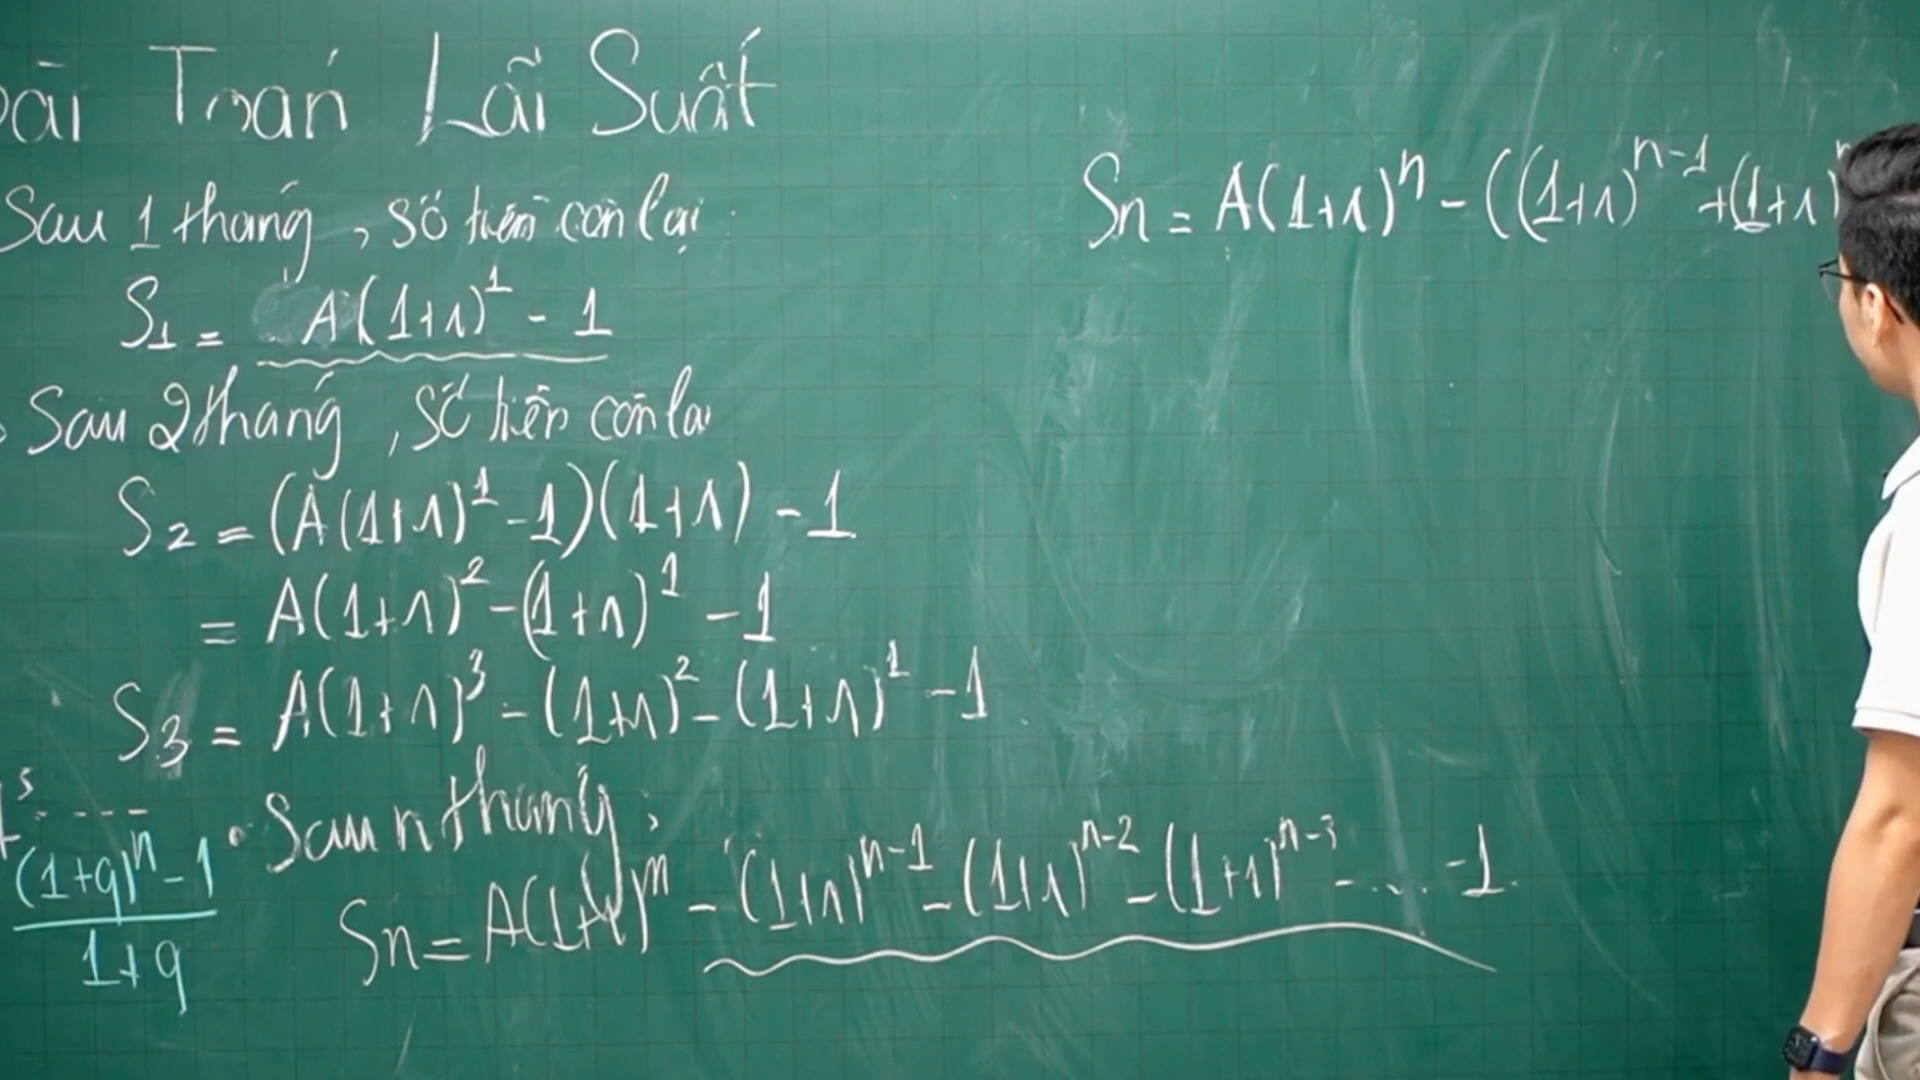 Bài Toán Lãi Suất
Sau 1 tháng, số tiền còn lại:
S₁ = A(1+r)¹ - 1
Sau 2 tháng, số tiền còn lại
S₂ = (A(1+r)¹ - 1)(1+r) - 1
= A(1+r)² - (1+r)¹ - 1
S₃ = A(1+r)³ - (1+r)² - (1+r)¹ - 1
Sau n tháng:
Sn = A(1+r)ⁿ - (1+r)ⁿ⁻¹ - (1+r)ⁿ⁻² - (1+r)ⁿ⁻³ - ... - 1
(1+q)ⁿ - 1
1+q
Sn = A(1+r)ⁿ - ((1+r)ⁿ⁻¹ + (1+r)